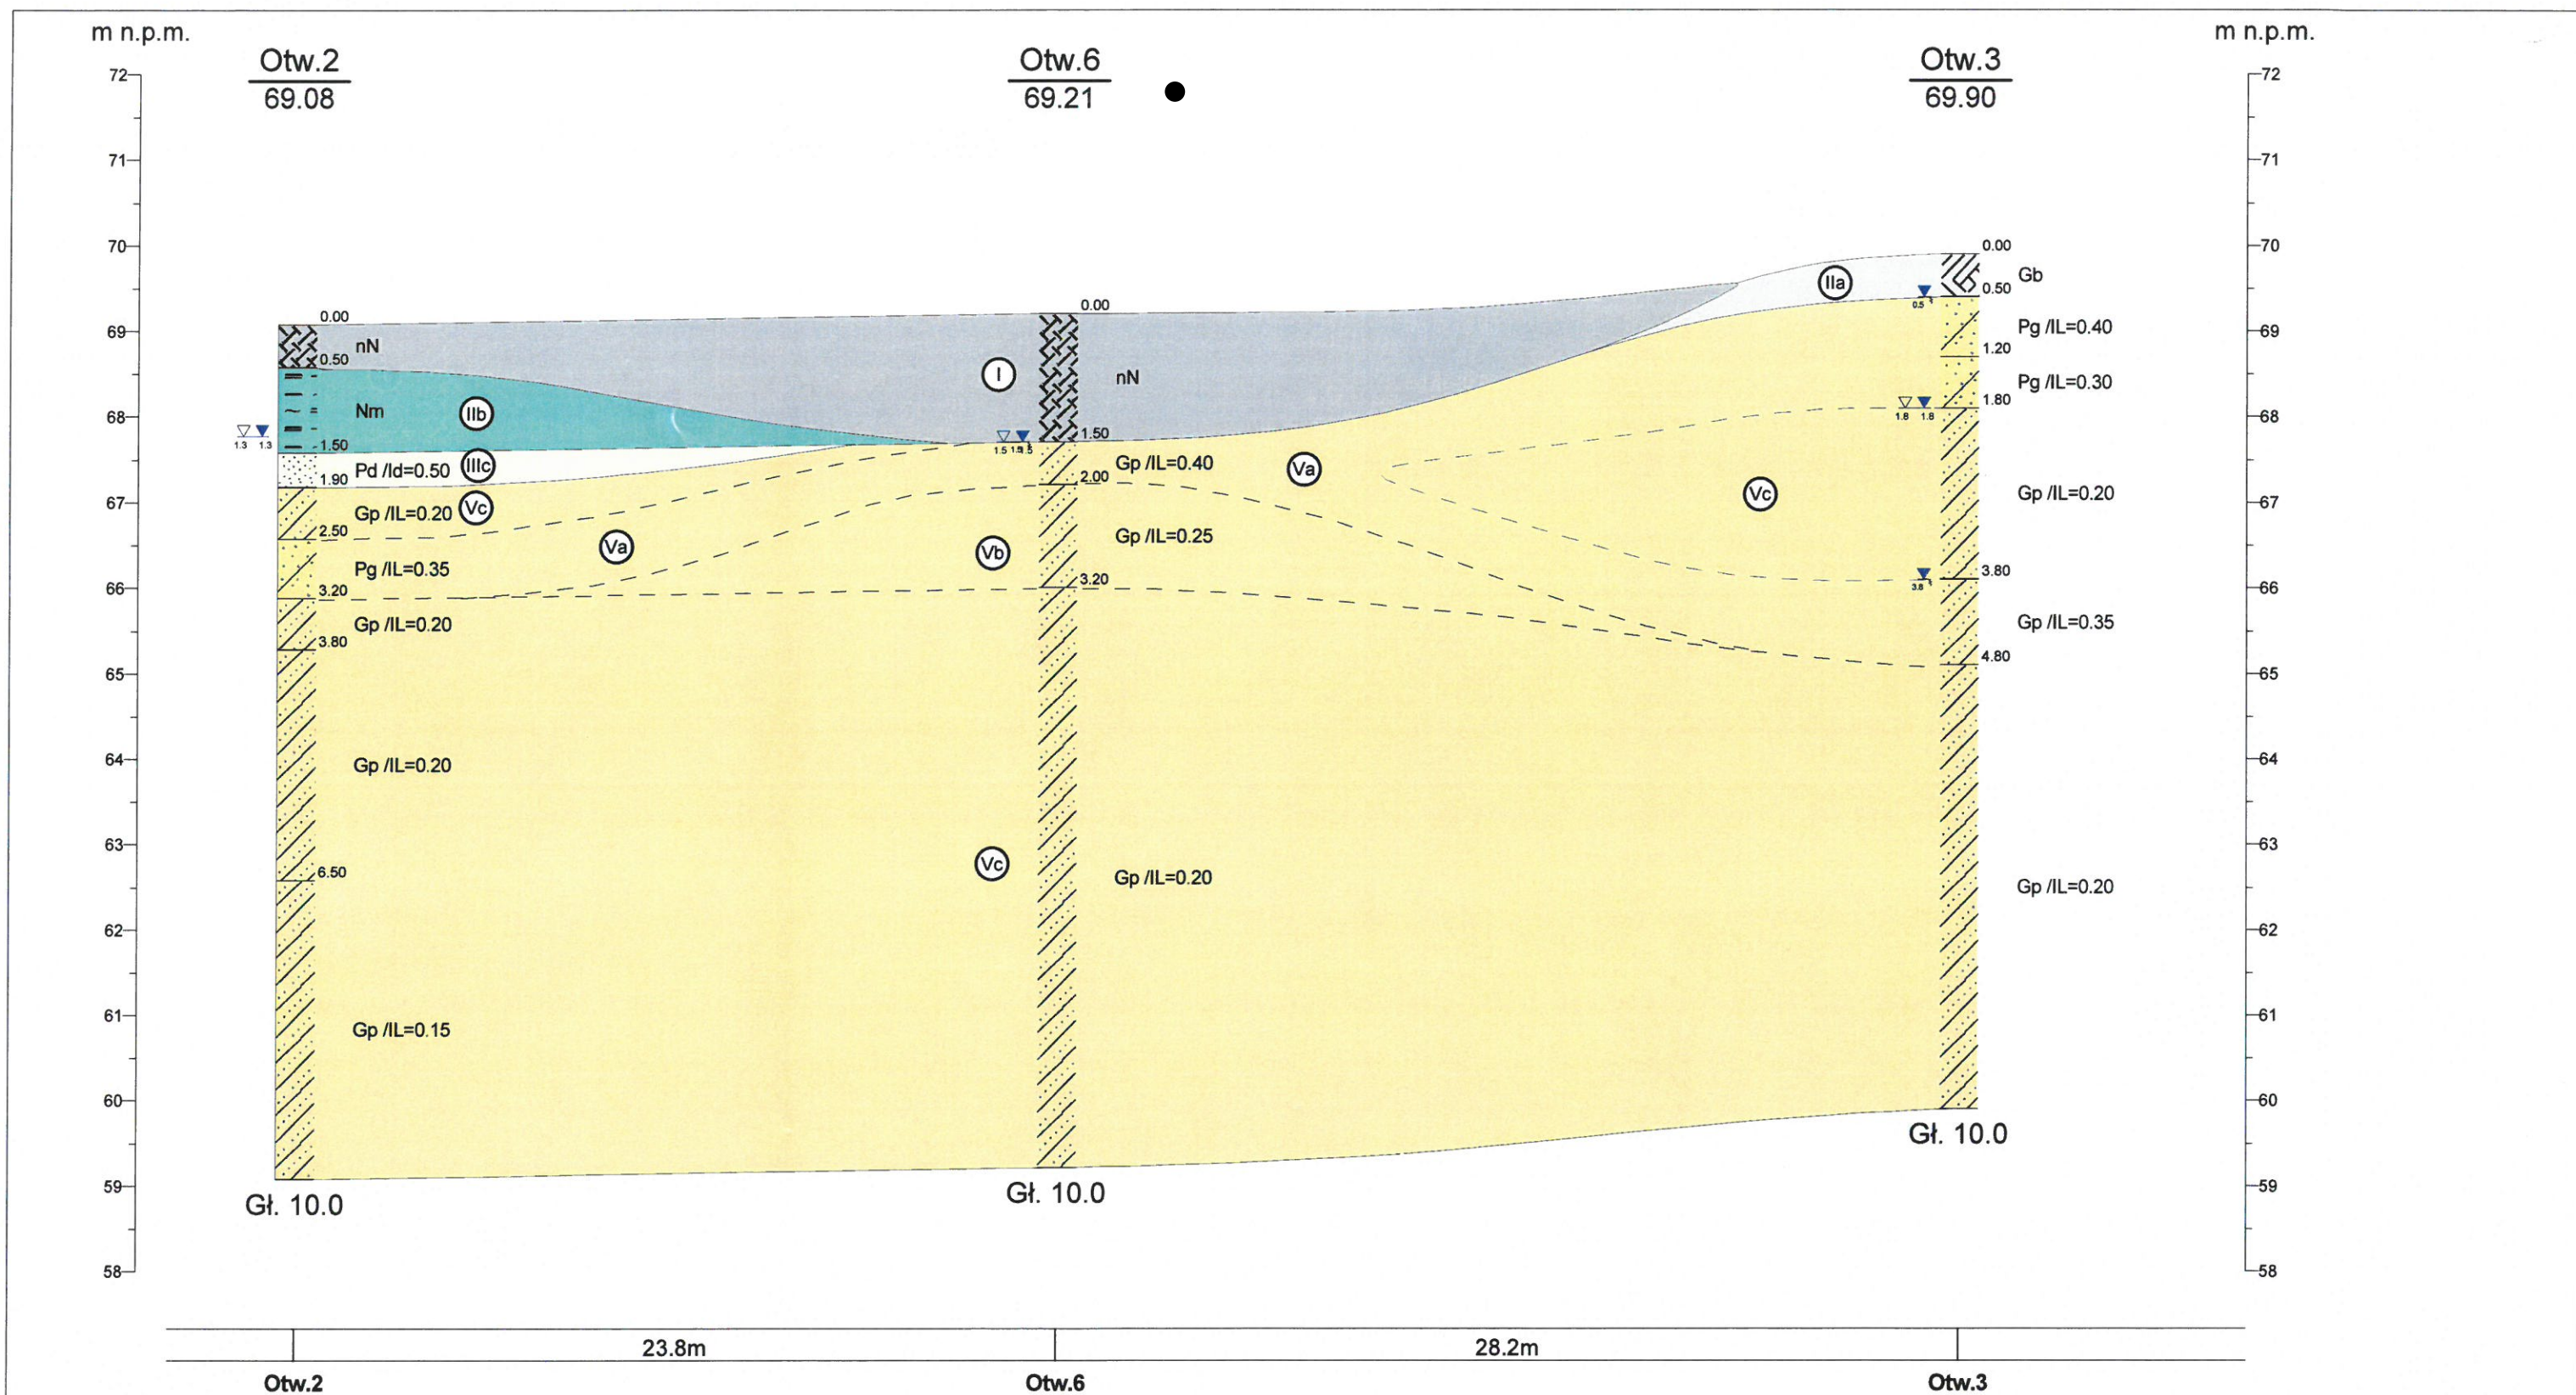 m n.p.m. m n.p.m.
Otw.2 Otw.6 Otw.3
69.08 69.21 69.90
72 72
71 71
70 70
0.00
Gb
0.50
0.5
0.00
0.00
69 69
Pg /IL=0.40
nN
0.50
1.20
IIa
I
nN
Pg /IL=0.30
1.80
1.8 1.8
Nm IIb
68 68
1.3 1.3
1.50
1.50
1.5
Pd /Id=0.50 IIIc
Gp /IL=0.40
Va
1.90
2.00
Vc
Gp /IL=0.20
67 67
Gp /IL=0.20 Vc
2.50
Va
Vb
Gp /IL=0.25
Pg /IL=0.35
3.80
3.8
3.20
3.20
66 66
Gp /IL=0.20
Gp /IL=0.35
3.80
4.80
65 65
Gp /IL=0.20
64 64
63 63
6.50
Vc
Gp /IL=0.20
Gp /IL=0.20
62 62
61 61
Gp /IL=0.15
60 60
Gł. 10.0
59 59
Gł. 10.0
Gł. 10.0
58 58
23.8m 28.2m
Otw.2 Otw.6 Otw.3